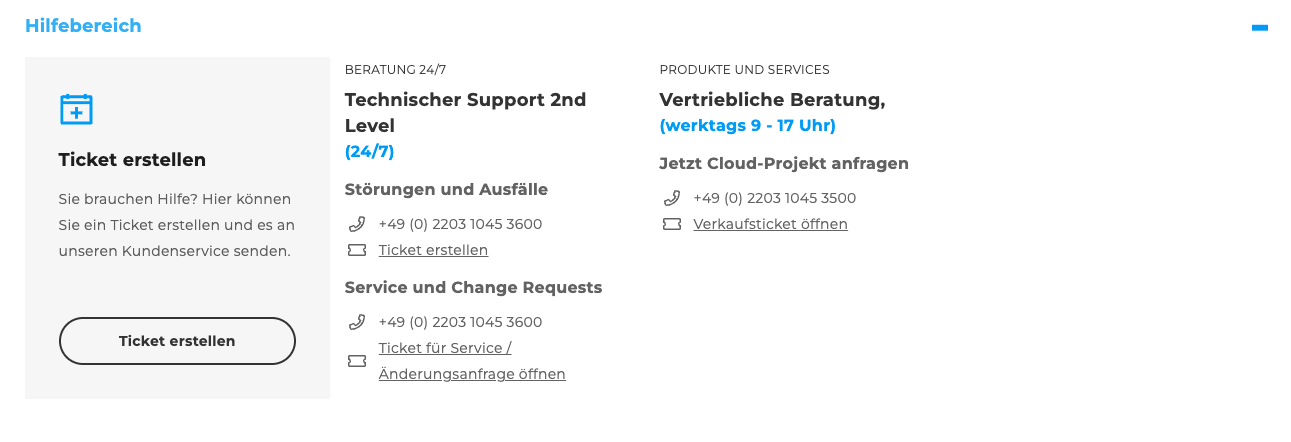 Hilfebereich
Ticket erstellen
Sie brauchen Hilfe? Hier können
Sie ein Ticket erstellen und es an
unseren Kundenservice senden.
Ticket erstellen
BERATUNG 24/7
Technischer Support 2nd
Level
(24/7)
Störungen und Ausfälle
+49 (0) 2203 1045 3600
Ticket erstellen
Service und Change Requests
+49 (0) 2203 1045 3600
Ticket für Service /
Änderungsanfrage öffnen
PRODUKTE UND SERVICES
Vertriebliche Beratung,
(werktags 9 - 17 Uhr)
Jetzt Cloud-Projekt anfragen
+49 (0) 2203 1045 3500
Verkaufsticket öffnen